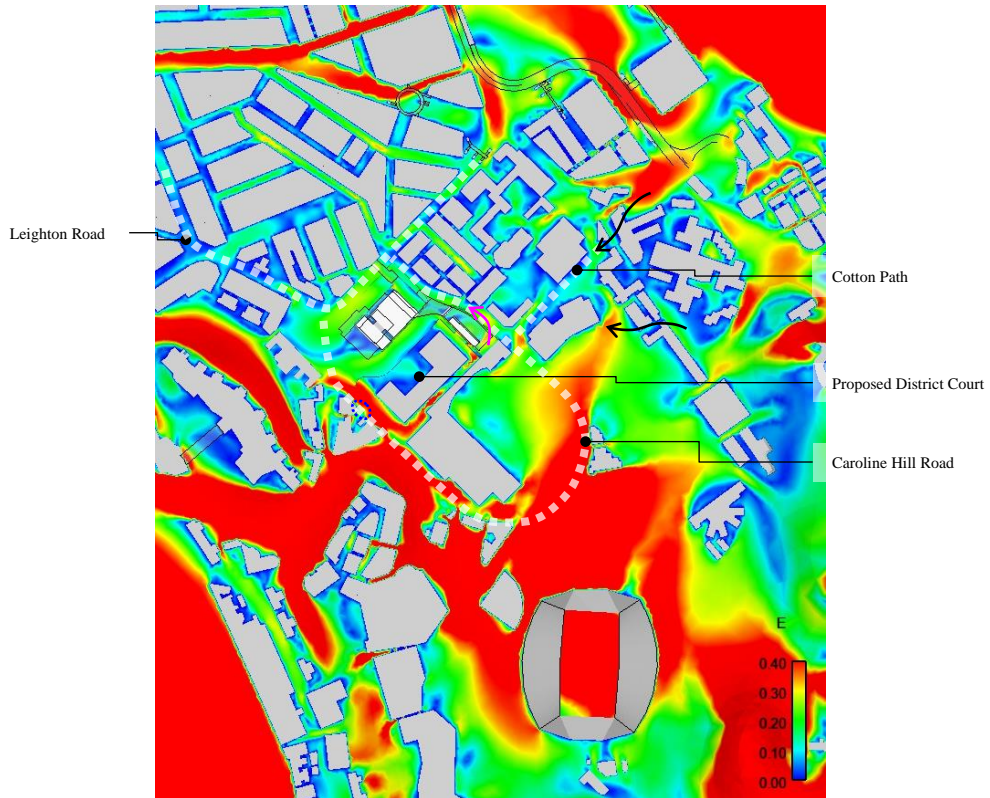 Leighton Road
Cotton Path
Proposed District Court
Caroline Hill Road
E
0.40
0.30
0.20
0.10
0.00